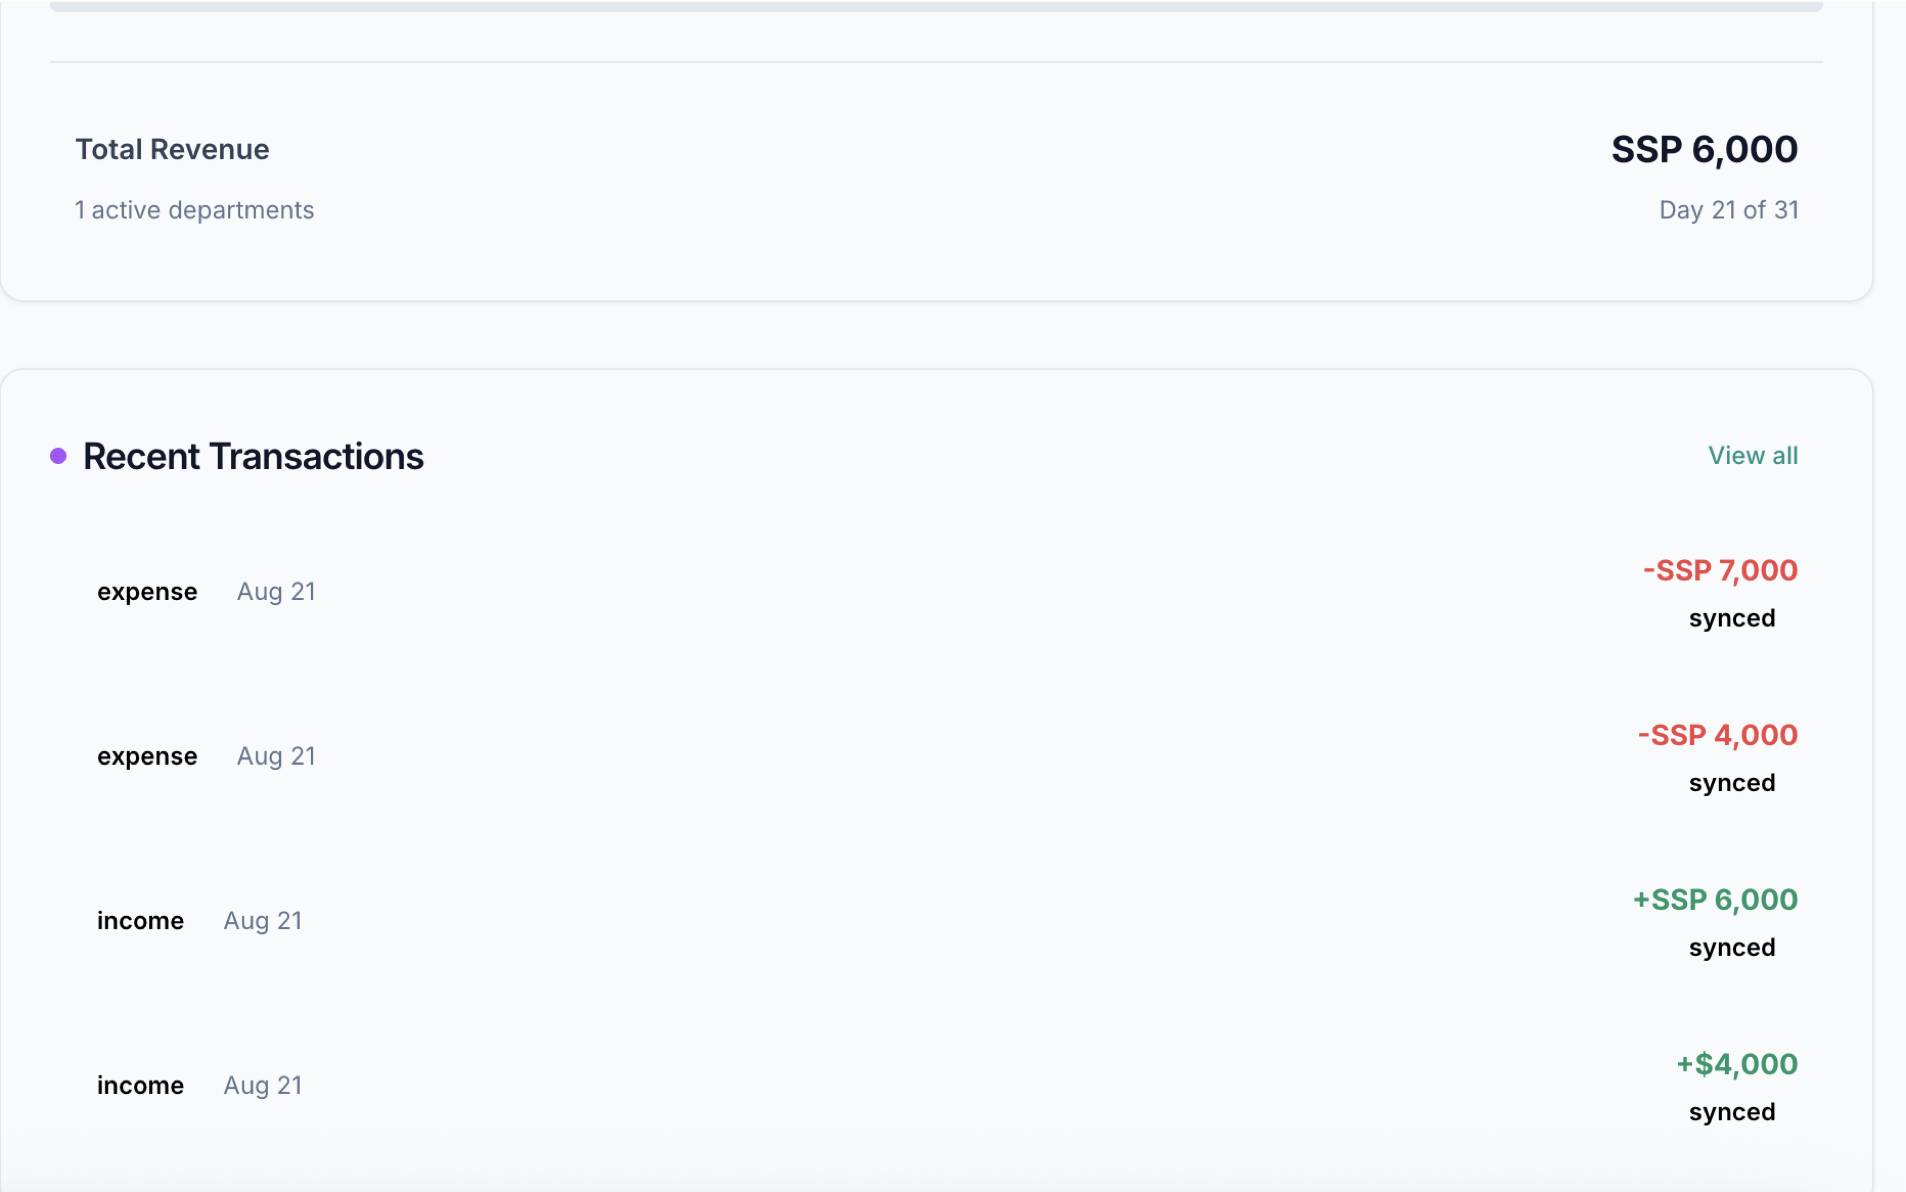 Total Revenue
SSP 6,000
1 active departments
Day 21 of 31
Recent Transactions
View all
expense Aug 21
-SSP 7,000
synced
expense Aug 21
-SSP 4,000
synced
income Aug 21
+SSP 6,000
synced
income Aug 21
+$4,000
synced